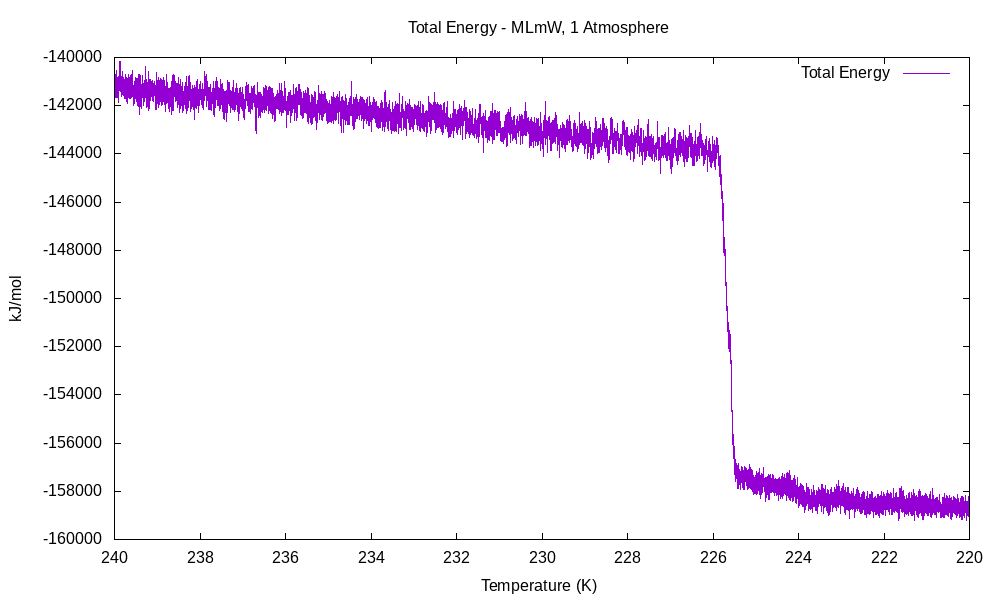 Total Energy - MLmW, 1 Atmosphere
Total Energy
-140000
-142000
-144000
-146000
-148000
-150000
-152000
-154000
-156000
-158000
-160000
kJ/mol
240 238 236 234 232 230 228 226 224 222 220
Temperature (K)